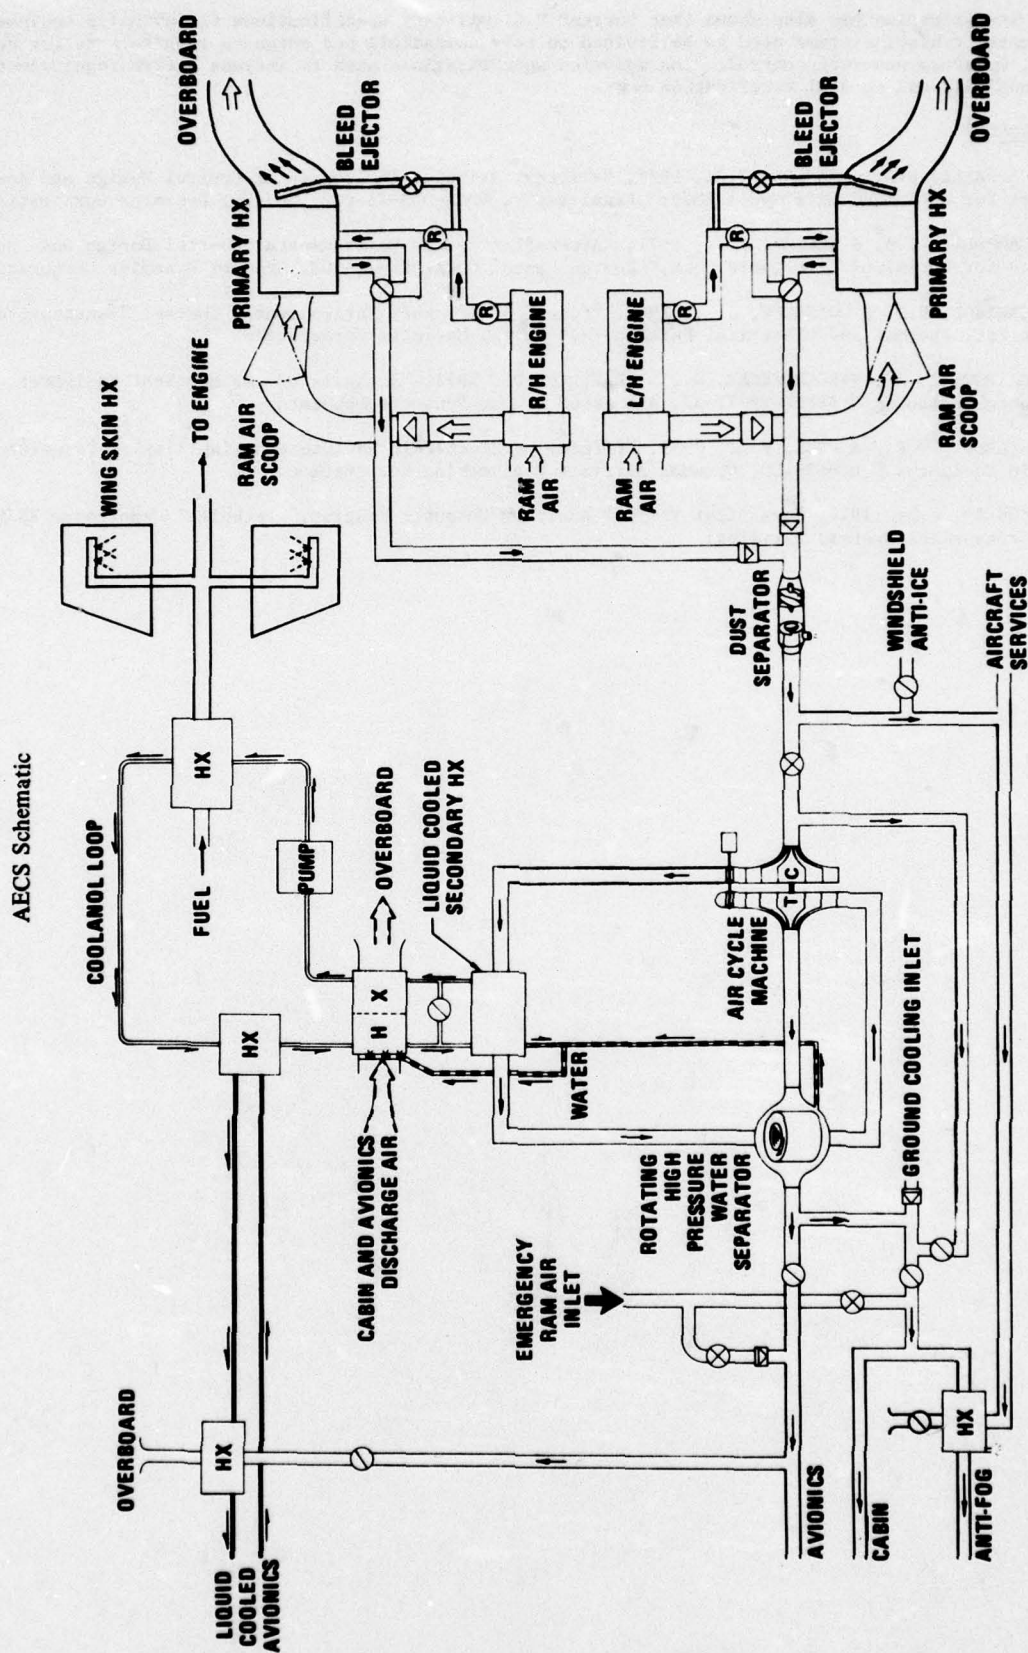 AECS Schematic
COOLANOL LOOP
WING SKIN HX
TO ENGINE
RAM AIR
SCOOP
PRIMARY HX
OVERBOARD
BLEED
EJECTOR
R/H ENGINE
RAM
AIR
L/H ENGINE
RAM
AIR
BLEED
EJECTOR
OVERBOARD
PRIMARY HX
RAM AIR
SCOOP
HX
FUEL
PUMP
OVERBOARD
LIQUID COOLED
SECONDARY HX
H X
HX
CABIN AND AVIONICS
DISCHARGE AIR
WATER
DUST
SEPARATOR
WINDSHIELD
ANTI-ICE
AIRCRAFT
SERVICES
AIR CYCLE
MACHINE
T C
GROUND COOLING INLET
ROTATING
HIGH
PRESSURE
WATER
SEPARATOR
EMERGENCY
RAM AIR
INLET
OVERBOARD
HX
LIQUID
COOLED
AVIONICS
AVIONICS
CABIN
ANTI-FOG
HX
R
R
R
R